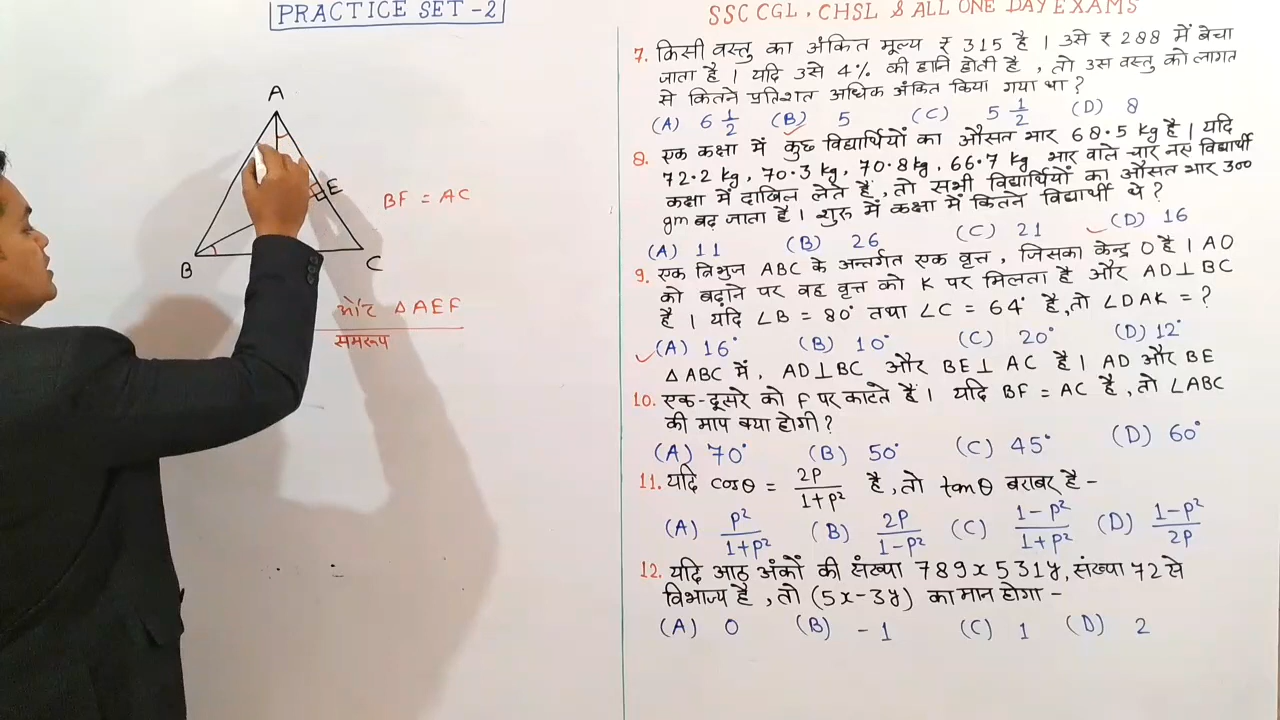 PRACTICE SET -2
A
E
B
C
BF = AC
और △AEF
समरूप
SSC CGL, CHSL & ALL ONE DAY EXAMS
7. किसी वस्तु का अंकित मूल्य ₹ 315 है । उसे ₹ 288 में बेचा
जाता है । यदि उसे 4% की हानि होती है , तो उस वस्तु को लागत
से कितने प्रतिशत अधिक अंकित किया गया था ?
(A) 6 1/2 (B) 5 (C) 5 1/2 (D) 8
8. एक कक्षा में कुछ विद्यार्थियों का औसत भार 68.5 kg है । यदि
72.2 kg, 70.3 kg, 70.8 kg, 66.7 kg भार वाले चार नए विद्यार्थी
कक्षा में दाखिल लेते हैं , तो सभी विद्यार्थियों का औसत भार 300
gm बढ़ जाता है । शुरू में कक्षा में कितने विद्यार्थी थे ?
(A) 11 (B) 26 (C) 21 (D) 16
9. एक त्रिभुज ABC के अन्तर्गत एक वृत्त , जिसका केन्द्र O है । AO
को बढ़ाने पर वह वृत्त को K पर मिलता है और AD⊥BC
है । यदि ∠B = 80° तथा ∠C = 64° है, तो ∠DAK = ?
(A) 16° (B) 10° (C) 20° (D) 12°
10. △ABC में, AD⊥BC और BE⊥AC है । AD और BE
एक-दूसरे को F पर काटते हैं । यदि BF = AC है , तो ∠ABC
की माप क्या होगी ?
(A) 70° (B) 50° (C) 45° (D) 60°
11. यदि cosθ = 2P/1+P² है , तो tanθ बराबर है -
(A) P²/1+P² (B) 2P/1-P² (C) 1-P²/1+P² (D) 1-P²/2P
12. यदि आठ अंकों की संख्या 789x531y, संख्या 72 से
विभाज्य है , तो (5x-3y) का मान होगा -
(A) 0 (B) -1 (C) 1 (D) 2